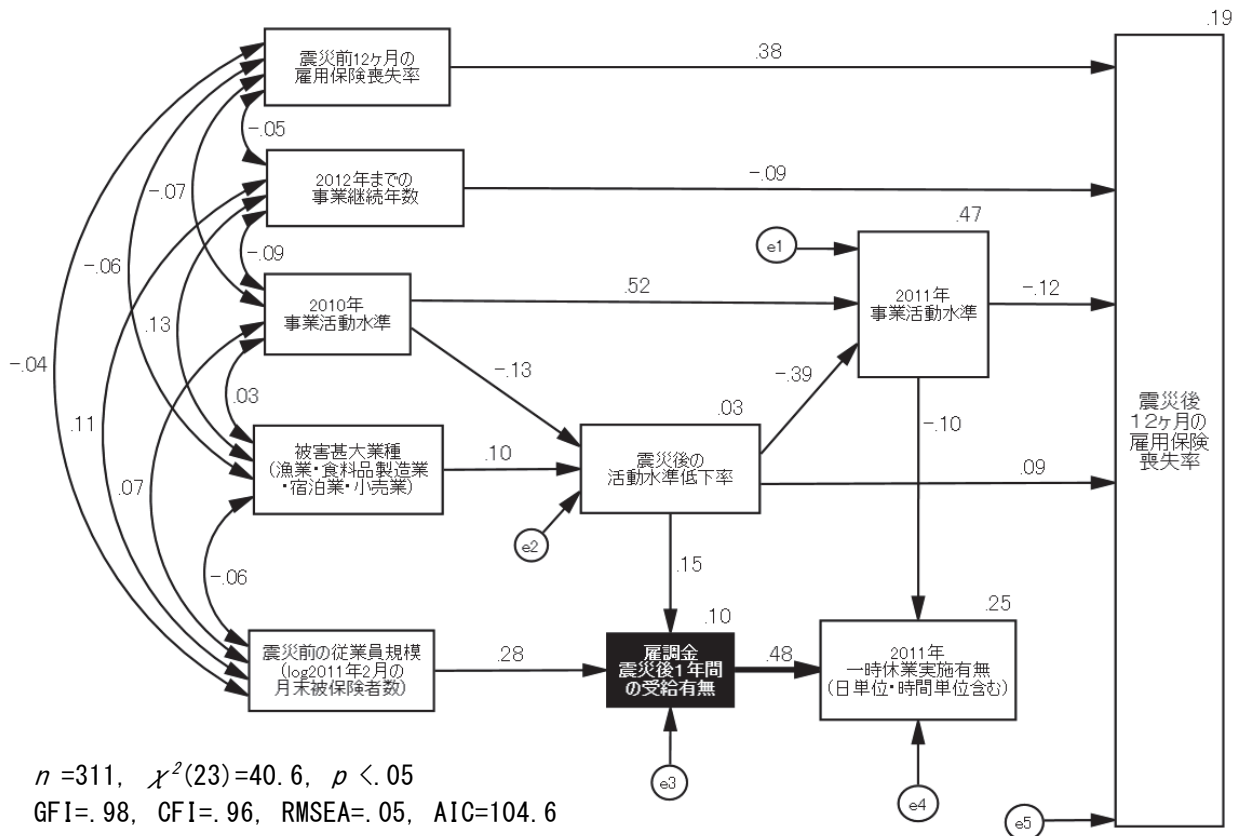 .19
震災前12ヶ月の
雇用保険喪失率
.38
-.05
2012年までの
事業継続年数
-.09
-.07
.47
e1
-.09
-.06
2010年
事業活動水準
.52
2011年
事業活動水準
-.12
.13
-.04
-.13
-.39
.03
.03
-.10
震災後
12ヶ月の
雇用保険
喪失率
.11
被害甚大業種
(漁業・食料品製造業
・宿泊業・小売業)
.10
震災後の
活動水準低下率
.09
.07
e2
-.06
.15
.10
.25
震災前の従業員規模
(log2011年2月の
月末被保険者数)
.28
雇調金
震災後1年間
の受給有無
.48
2011年
一時休業実施有無
(日単位・時間単位含む)
e3
e4
e5
n =311, χ²(23)=40.6, p <.05
GFI=.98, CFI=.96, RMSEA=.05, AIC=104.6